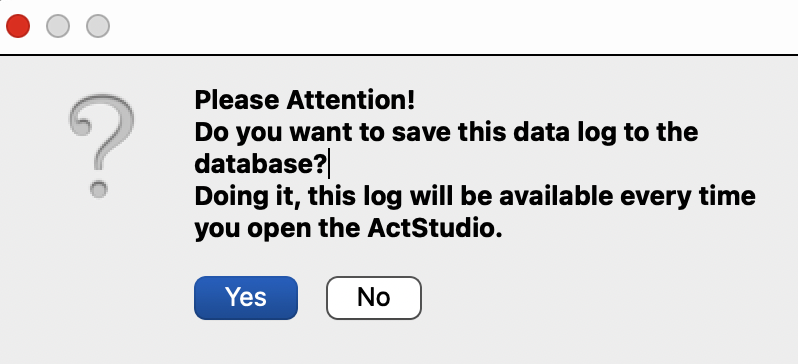 Please Attention!
Do you want to save this data log to the
database?
Doing it, this log will be available every time
you open the ActStudio.
Yes No